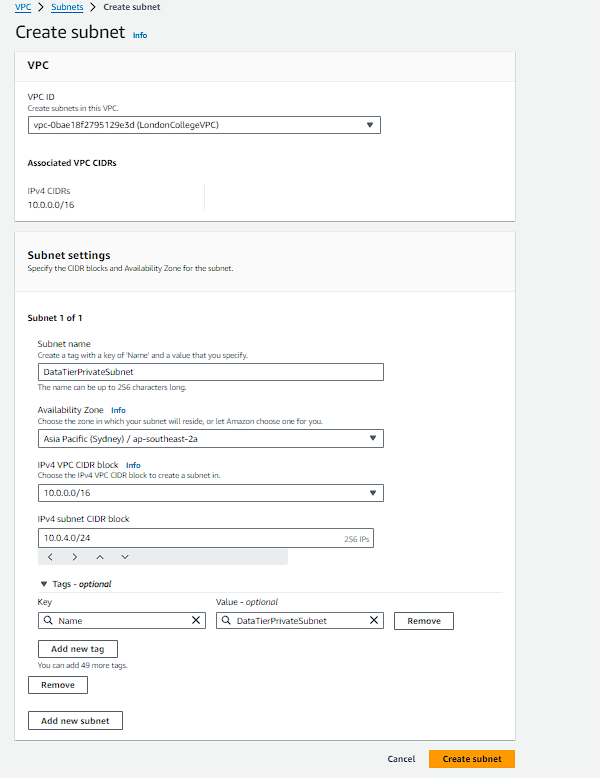 VPC > Subnets > Create subnet
Create subnet Info
VPC
VPC ID
Create subnets in this VPC.
vpc-0bae18f2795129e3d (LondonCollegeVPC)
Associated VPC CIDRs
IPv4 CIDRs
10.0.0.0/16
Subnet settings
Specify the CIDR blocks and Availability Zone for the subnet.
Subnet 1 of 1
Subnet name
Create a tag with a key of 'Name' and a value that you specify.
DataTierPrivateSubnet
The name can be up to 256 characters long.
Availability Zone Info
Choose the zone in which your subnet will reside, or let Amazon choose one for you.
Asia Pacific (Sydney) / ap-southeast-2a
IPv4 VPC CIDR block Info
Choose the IPv4 VPC CIDR block to create a subnet in.
10.0.0.0/16
IPv4 subnet CIDR block
10.0.4.0/24 256 IPs
Tags - optional
Key Value - optional
Name DataTierPrivateSubnet Remove
Add new tag
You can add 49 more tags.
Remove
Add new subnet
Cancel Create subnet